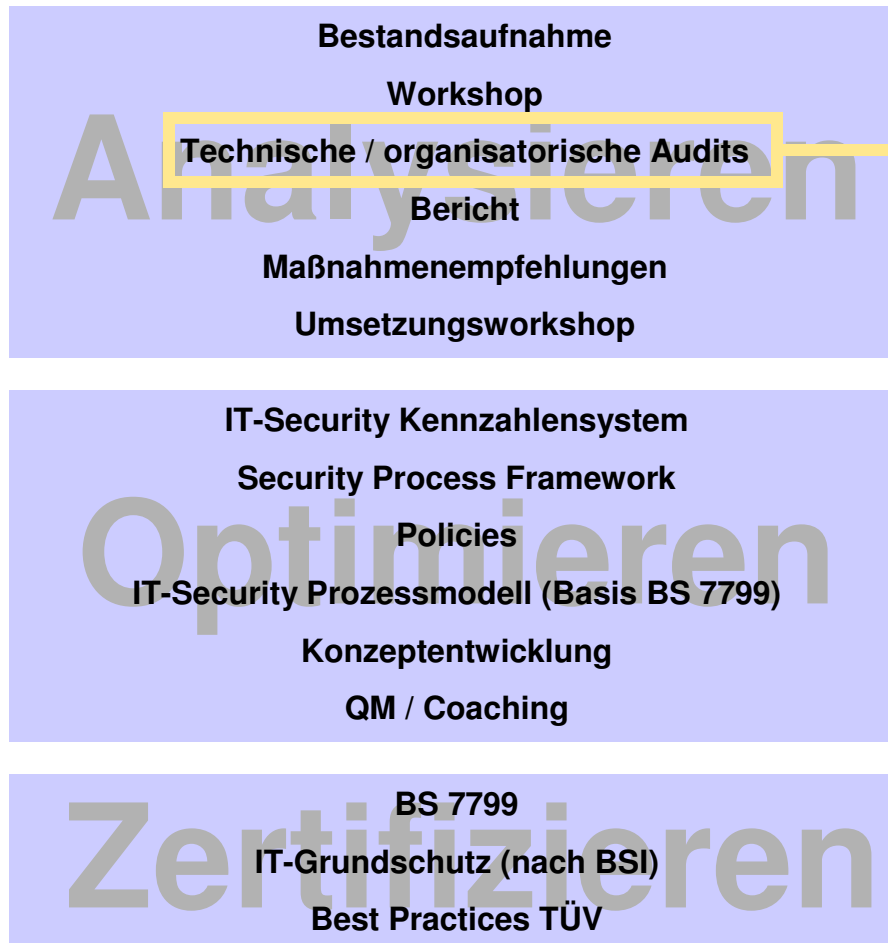 Analysieren
Bestandsaufnahme
Workshop
Technische / organisatorische Audits
Bericht
Maßnahmenempfehlungen
Umsetzungsworkshop
Optimieren
IT-Security Kennzahlensystem
Security Process Framework
Policies
IT-Security Prozessmodell (Basis BS 7799)
Konzeptentwicklung
QM / Coaching
Zertifizieren
BS 7799
IT-Grundschutz (nach BSI)
Best Practices TÜV